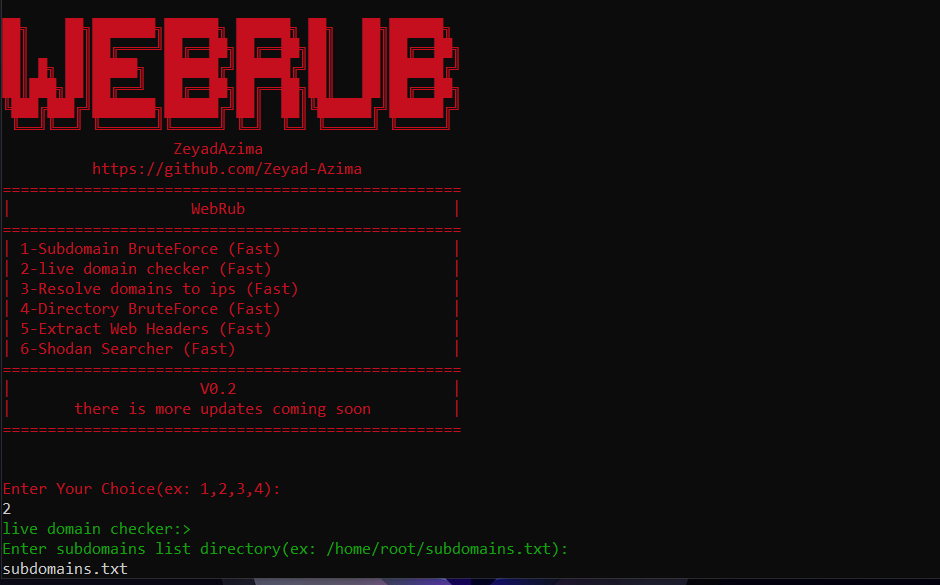 WEBRUB
ZeyadAzima
https://github.com/Zeyad-Azima
===================================================
| WebRub |
===================================================
| 1-Subdomain BruteForce (Fast) |
| 2-live domain checker (Fast) |
| 3-Resolve domains to ips (Fast) |
| 4-Directory BruteForce (Fast) |
| 5-Extract Web Headers (Fast) |
| 6-Shodan Searcher (Fast) |
===================================================
| V0.2 |
| there is more updates coming soon |
===================================================
Enter Your Choice(ex: 1,2,3,4):
2
live domain checker:>
Enter subdomains list directory(ex: /home/root/subdomains.txt):
subdomains.txt